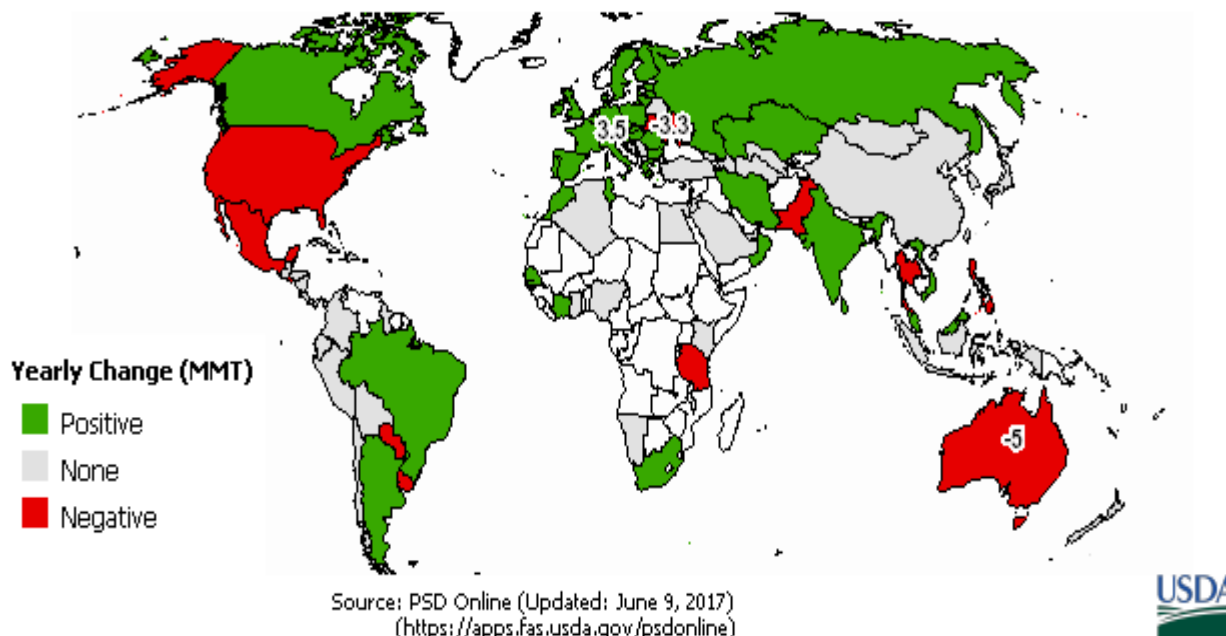 3.5
-3.3
-5
Yearly Change (MMT)
Positive
None
Negative
Source: PSD Online (Updated: June 9, 2017)
(https://apps.fas.usda.gov/psdonline)
USDA